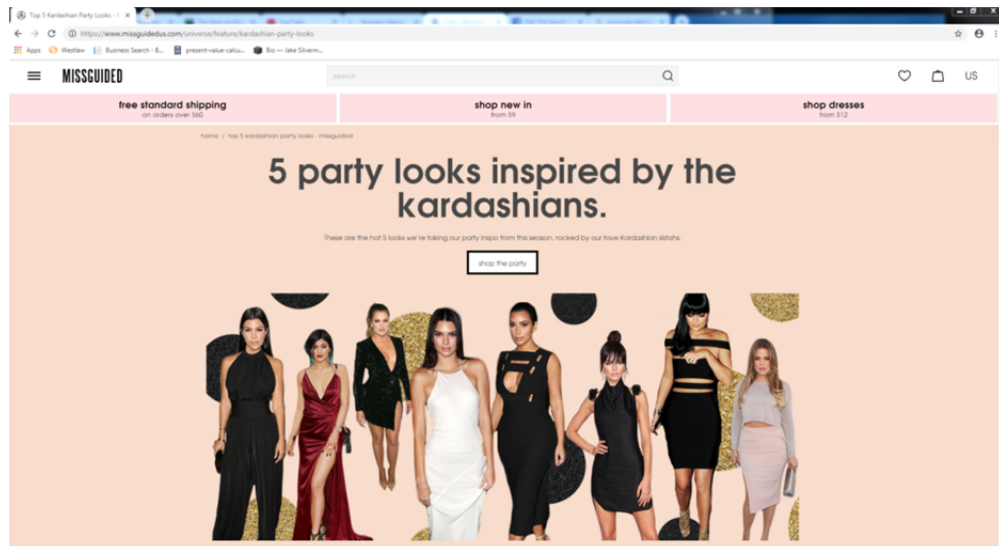 Top 5 Kardashian Party Looks -
https://www.missguidedus.com/universe/feature/kardashian-party-looks
Apps Westlaw Business Search - B... present-value-calcu... Bio — Jake Silverm...
MISSGUIDED search US
free standard shipping shop new in shop dresses
on orders over $60 from $9 from $12
home / top 5 kardashian party looks missguided
5 party looks inspired by the
kardashians.
These are the hot 5 looks we're taking our party inspo from this season, rocked by our fave Kardashian sistahs.
shop the party